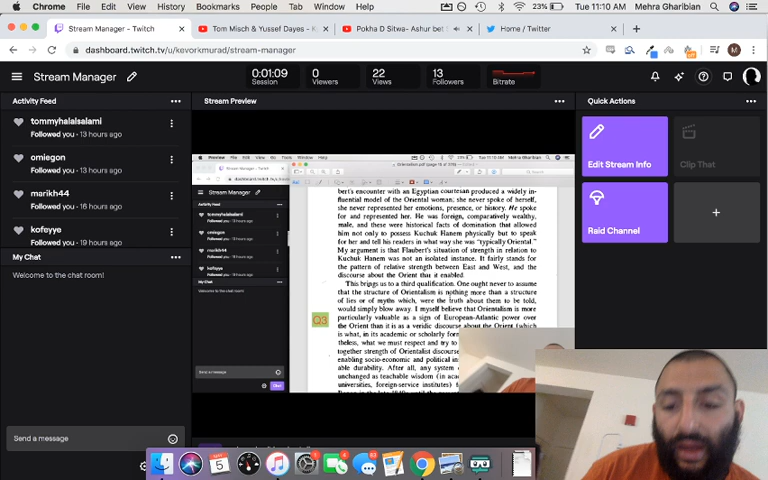 Chrome File Edit View History Bookmarks People Tab Window Help 23% Tue 11:10 AM Mehra Gharibian
Stream Manager - Twitch
Tom Misch & Yussef Dayes - K
Pokha D Sitwa- Ashur bet
Home / Twitter
dashboard.twitch.tv/kevorkmurad/stream-manager
Stream Manager
0:01:09 0 22 13
Session Viewers Views Followers Bitrate
Activity Feed
tommyhalalsalami
Followed you · 13 hours ago
omiegon
Followed you · 13 hours ago
marikh44
Followed you · 16 hours ago
kofeyye
Followed you · 19 hours ago
My Chat
Welcome to the chat room!
Send a message
Stream Preview
Stream Manager
bert's encounter with an Egyptian courtesan produced a widely in-
fluential model of the Oriental woman; she never spoke of herself,
she never represented her emotions, presence, or history. He spoke
for and represented her. He was foreign, comparatively wealthy,
male, and these were historical facts of domination that allowed
him not only to possess Kuchuk Hanem physically but to speak
for her and tell his readers in what way she was "typically Oriental."
My argument is that Flaubert's situation of strength in relation to
Kuchuk Hanem was not an isolated instance. It fairly stands for
the pattern of relative strength between East and West, and the
discourse about the Orient that it enabled
This brings us to a third qualification. One ought never to assume
that the structure of Orientalism is nothing more than a structure
of lies or of myths which, were the truth about them to be told,
would simply blow away. I myself believe that Orientalism is more
particularly valuable as a sign of European-Atlantic power over
the Orient than it is as a veridic discourse about the Orient (which
is what, in its academic or scholarly form
theless, what we must respect and try to
together strength of Orientalist discourse
enabling socio-economic and political ins
able durability. After all, any system o
unchanged as teachable wisdom (in aca
universities, foreign-service institutes) f
Q3
Quick Actions
Edit Stream Info
Clip That
Raid Channel